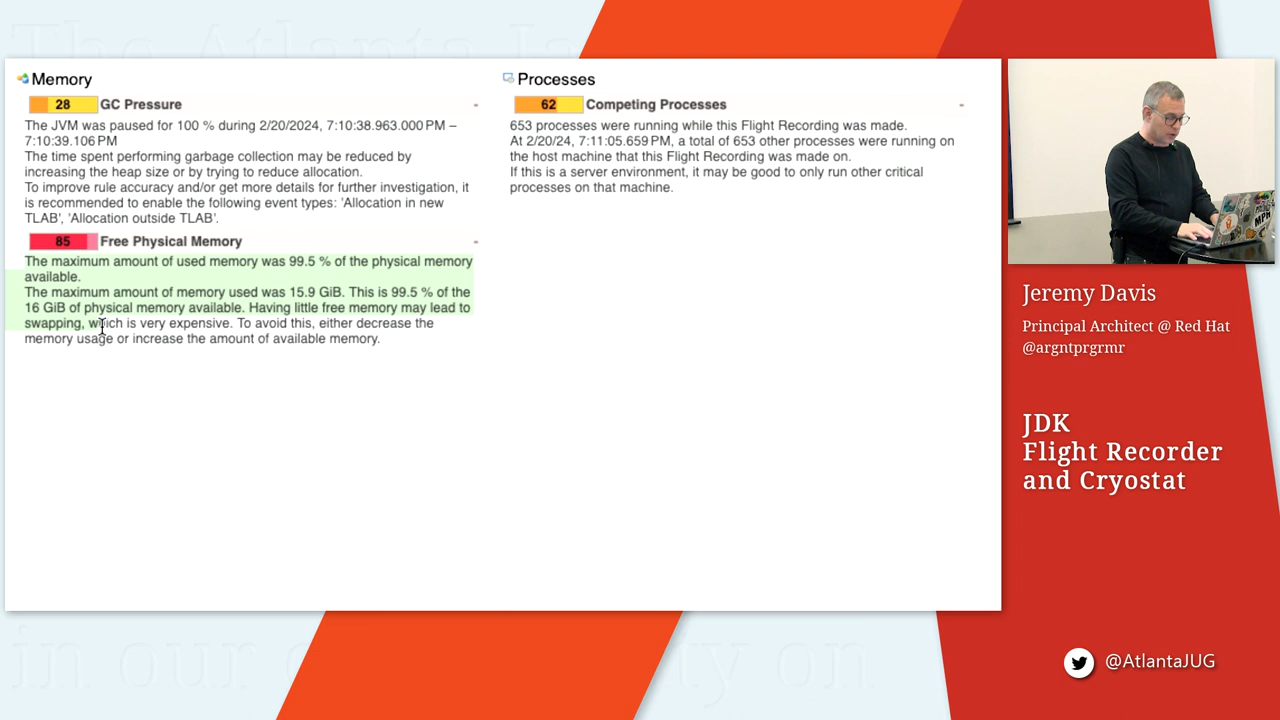 Memory
28 GC Pressure -
The JVM was paused for 100 % during 2/20/2024, 7:10:38.963.000 PM –
7:10:39.106 PM
The time spent performing garbage collection may be reduced by
increasing the heap size or by trying to reduce allocation.
To improve rule accuracy and/or get more details for further investigation, it
is recommended to enable the following event types: 'Allocation in new
TLAB', 'Allocation outside TLAB'.
85 Free Physical Memory -
The maximum amount of used memory was 99.5 % of the physical memory
available.
The maximum amount of memory used was 15.9 GiB. This is 99.5 % of the
16 GiB of physical memory available. Having little free memory may lead to
swapping, which is very expensive. To avoid this, either decrease the
memory usage or increase the amount of available memory.
Processes
62 Competing Processes -
653 processes were running while this Flight Recording was made.
At 2/20/24, 7:11:05.659 PM, a total of 653 other processes were running on
the host machine that this Flight Recording was made on.
If this is a server environment, it may be good to only run other critical
processes on that machine.
Jeremy Davis
Principal Architect @ Red Hat
@argntprgrmr
JDK
Flight Recorder
and Cryostat
@AtlantaJUG
The Atlanta Ja
in our
on